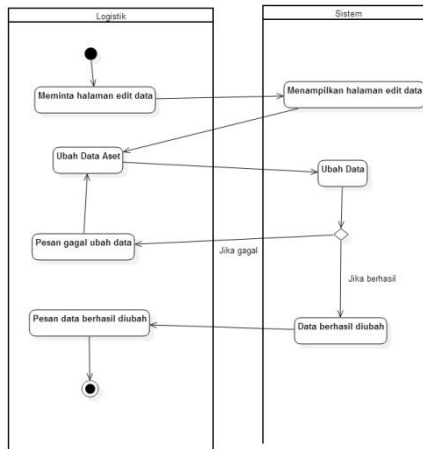 Logistik
Sistem
Meminta halaman edit data
Menampilkan halaman edit data
Ubah Data Aset
Ubah Data
Pesan gagal ubah data
Jika gagal
Jika berhasil
Pesan data berhasil diubah
Data berhasil diubah